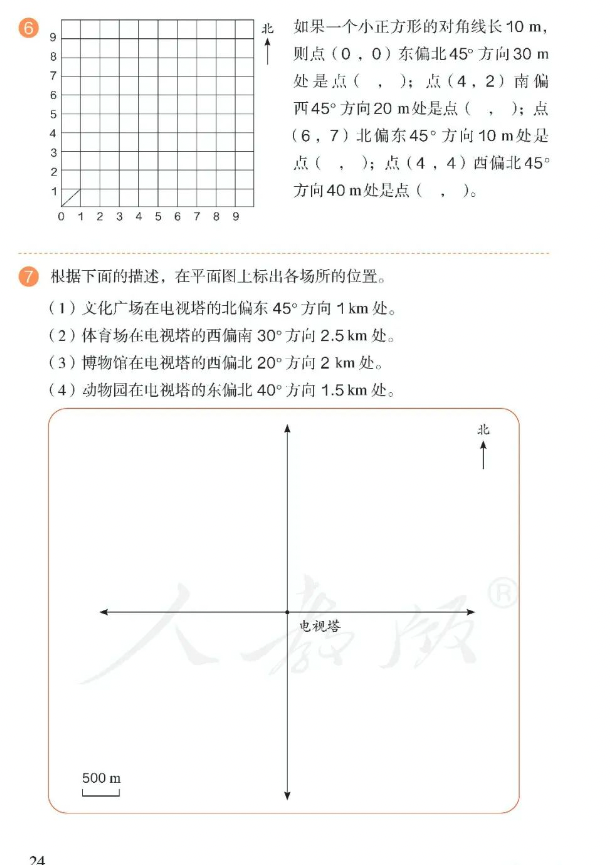 6
北
9
8
7
6
5
4
3
2
1
0 1 2 3 4 5 6 7 8 9
如果一个小正方形的对角线长10 m,
则点(0,0)东偏北45°方向30 m
处是点( , );点(4,2)南偏
西45°方向20 m处是点( , );点
(6,7)北偏东45°方向10 m处是
点( , );点(4,4)西偏北45°
方向40 m处是点( , )。
7 根据下面的描述,在平面图上标出各场所的位置。
(1)文化广场在电视塔的北偏东45°方向1 km处。
(2)体育场在电视塔的西偏南30°方向2.5 km处。
(3)博物馆在电视塔的西偏北20°方向2 km处。
(4)动物园在电视塔的东偏北40°方向1.5 km处。
北
人教版®
电视塔
500 m
24